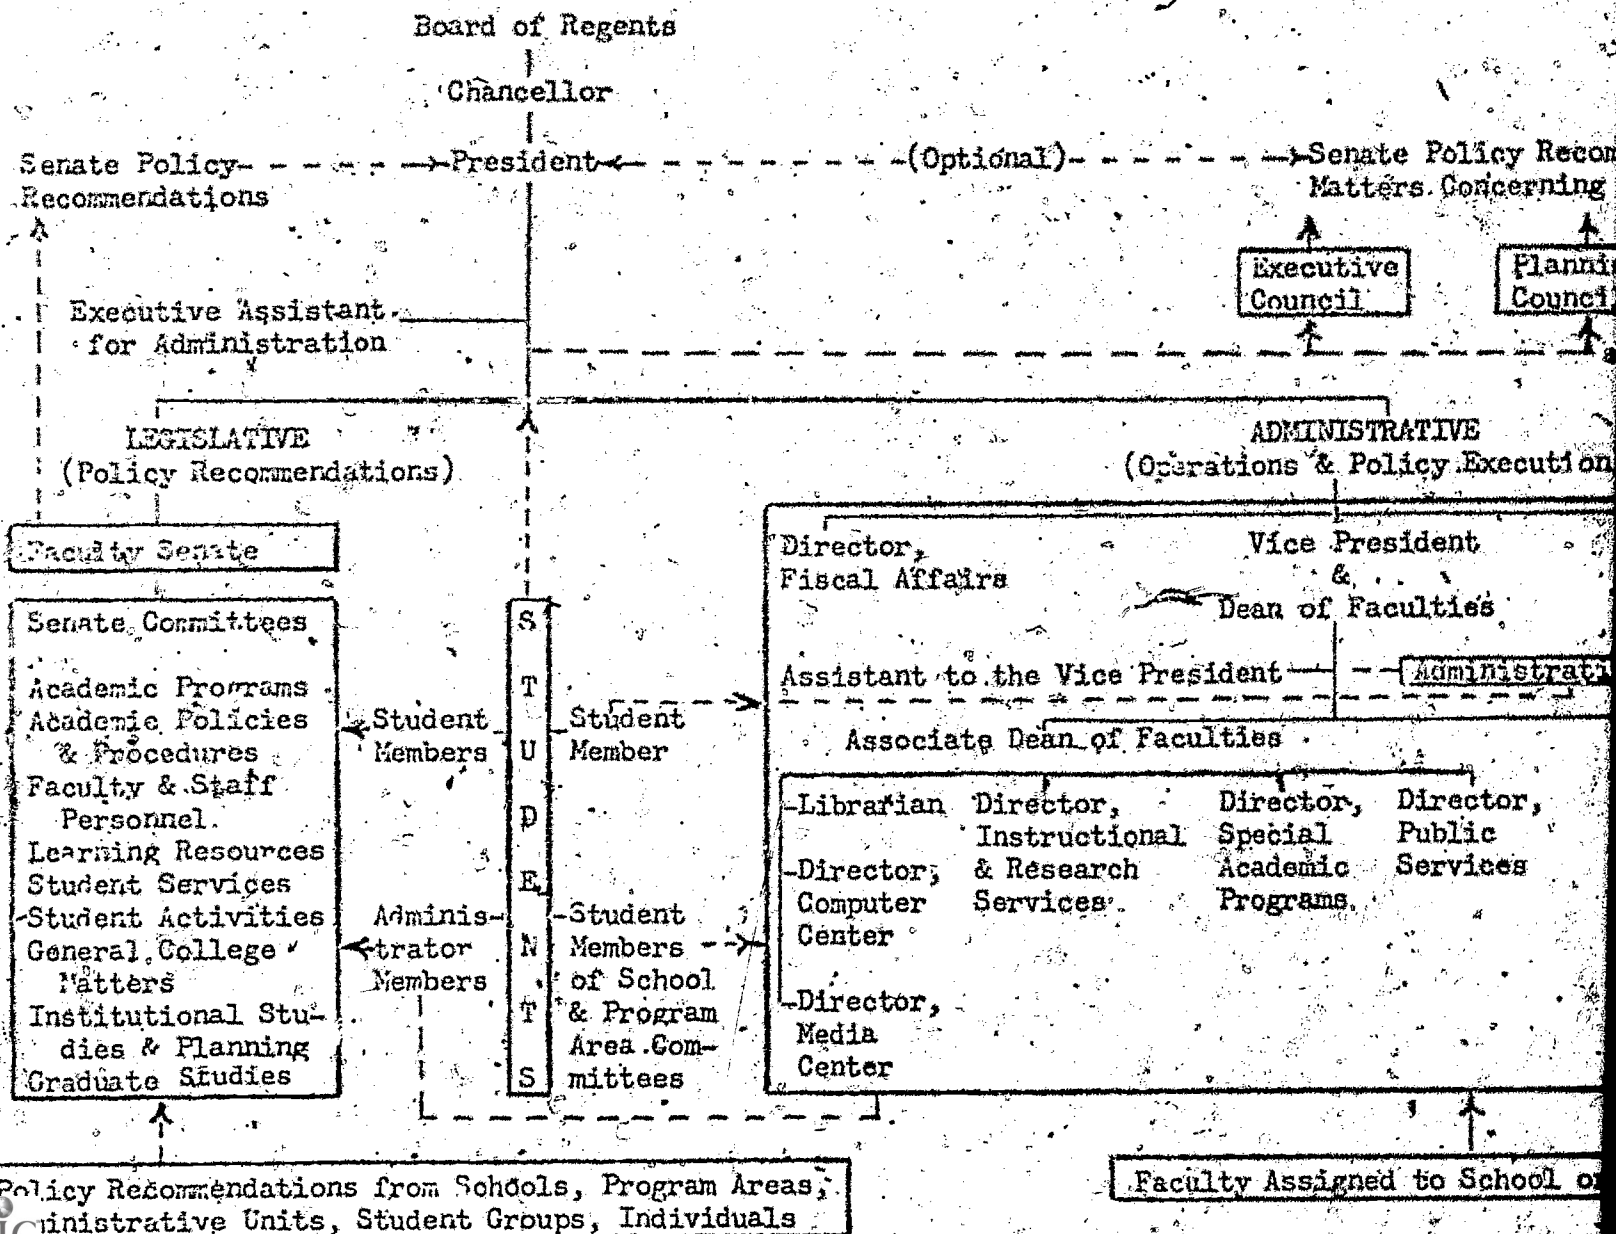 Board of Regents
Chancellor
Senate Policy
Recommendations
President
(Optional)
Senate Policy
Matters Concerning
Executive
Council
Executive Assistant
for Administration
LEGISLATIVE
(Policy Recommendations)
ADMINISTRATIVE
(Operations & Policy Execution
Faculty Senate
Senate Committees
Academic Programs
Academic Policies
& Procedures
Faculty & Staff
Personnel
Learning Resources
Student Services
Student Activities
General College
Matters
Institutional Stu-
dies & Planning
Graduate Studies
Student
Members
Adminis-
trator
Members
S
T
U
D
E
N
T
S
Student
Member
Student
Members
of School
& Program
Area Com-
mittees
Director,
Fiscal Affairs
Vice President
&
Dean of Faculties
Assistant to the Vice President
Associate Dean of Faculties
Librarian
Director,
Computer
Center
Director,
Media
Center
Director,
Instructional
& Research
Services
Director,
Special
Academic
Programs
Director,
Public
Services
Policy Recommendations from Schools, Program Areas,
Units, Student Groups, Individuals
Faculty Assigned to School